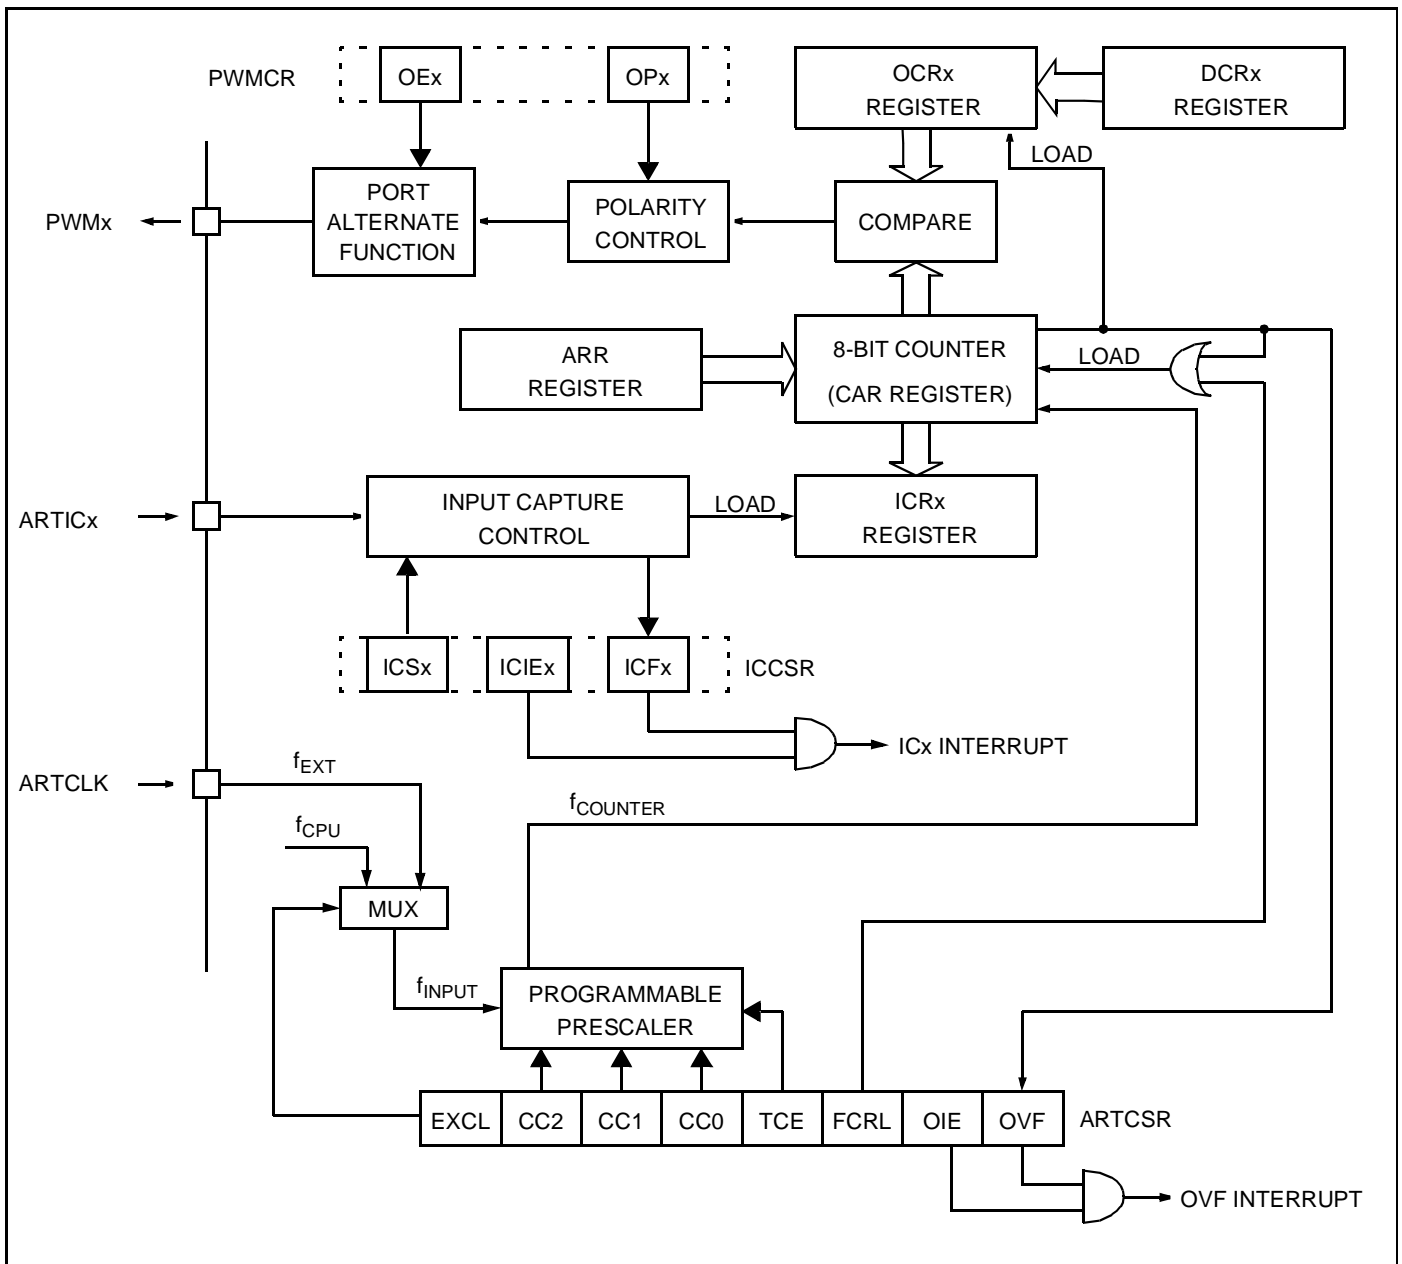 PWMCR
OEx
OPx
OCRx
REGISTER
DCRx
REGISTER
LOAD
PWMx
PORT
ALTERNATE
FUNCTION
POLARITY
CONTROL
COMPARE
ARR
REGISTER
8-BIT COUNTER
(CAR REGISTER)
LOAD
ARTICx
INPUT CAPTURE
CONTROL
LOAD
ICRx
REGISTER
ICSx
ICIEx
ICFx
ICCSR
ICx INTERRUPT
ARTCLK
fEXT
fCPU
fCOUNTER
MUX
fINPUT
PROGRAMMABLE
PRESCALER
EXCL
CC2
CC1
CC0
TCE
FCRL
OIE
OVF
ARTCSR
OVF INTERRUPT